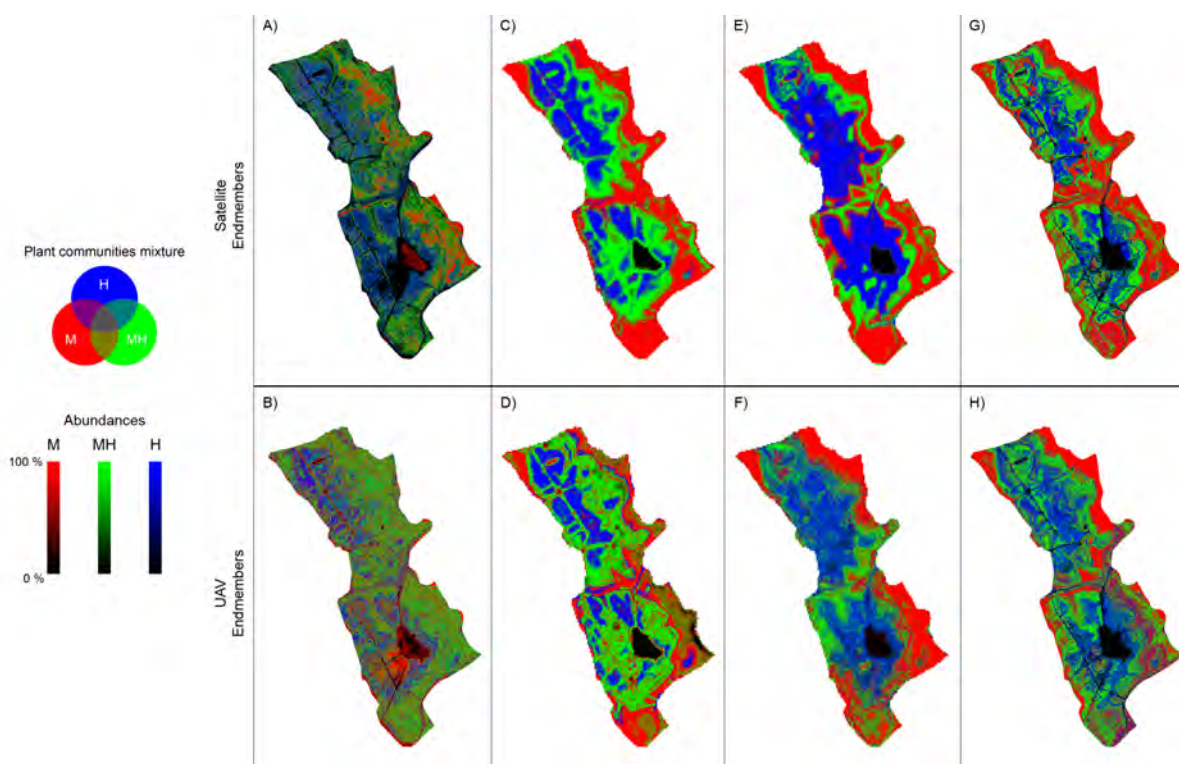 A)
C)
E)
G)
Satellite
Endmembers
Plant communities mixture
H
M
MH
B)
D)
F)
H)
Abundances
M MH H
100 %
0 %
UAV
Endmembers